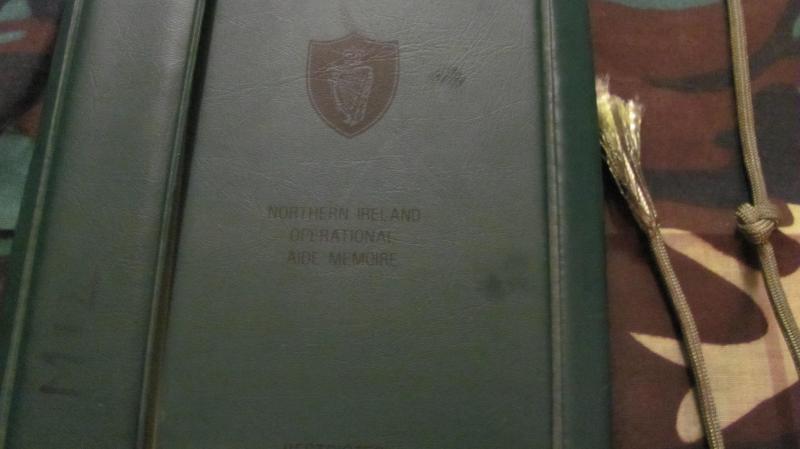 NORTHERN IRELAND
OPERATIONAL
AIDE MEMOIRE